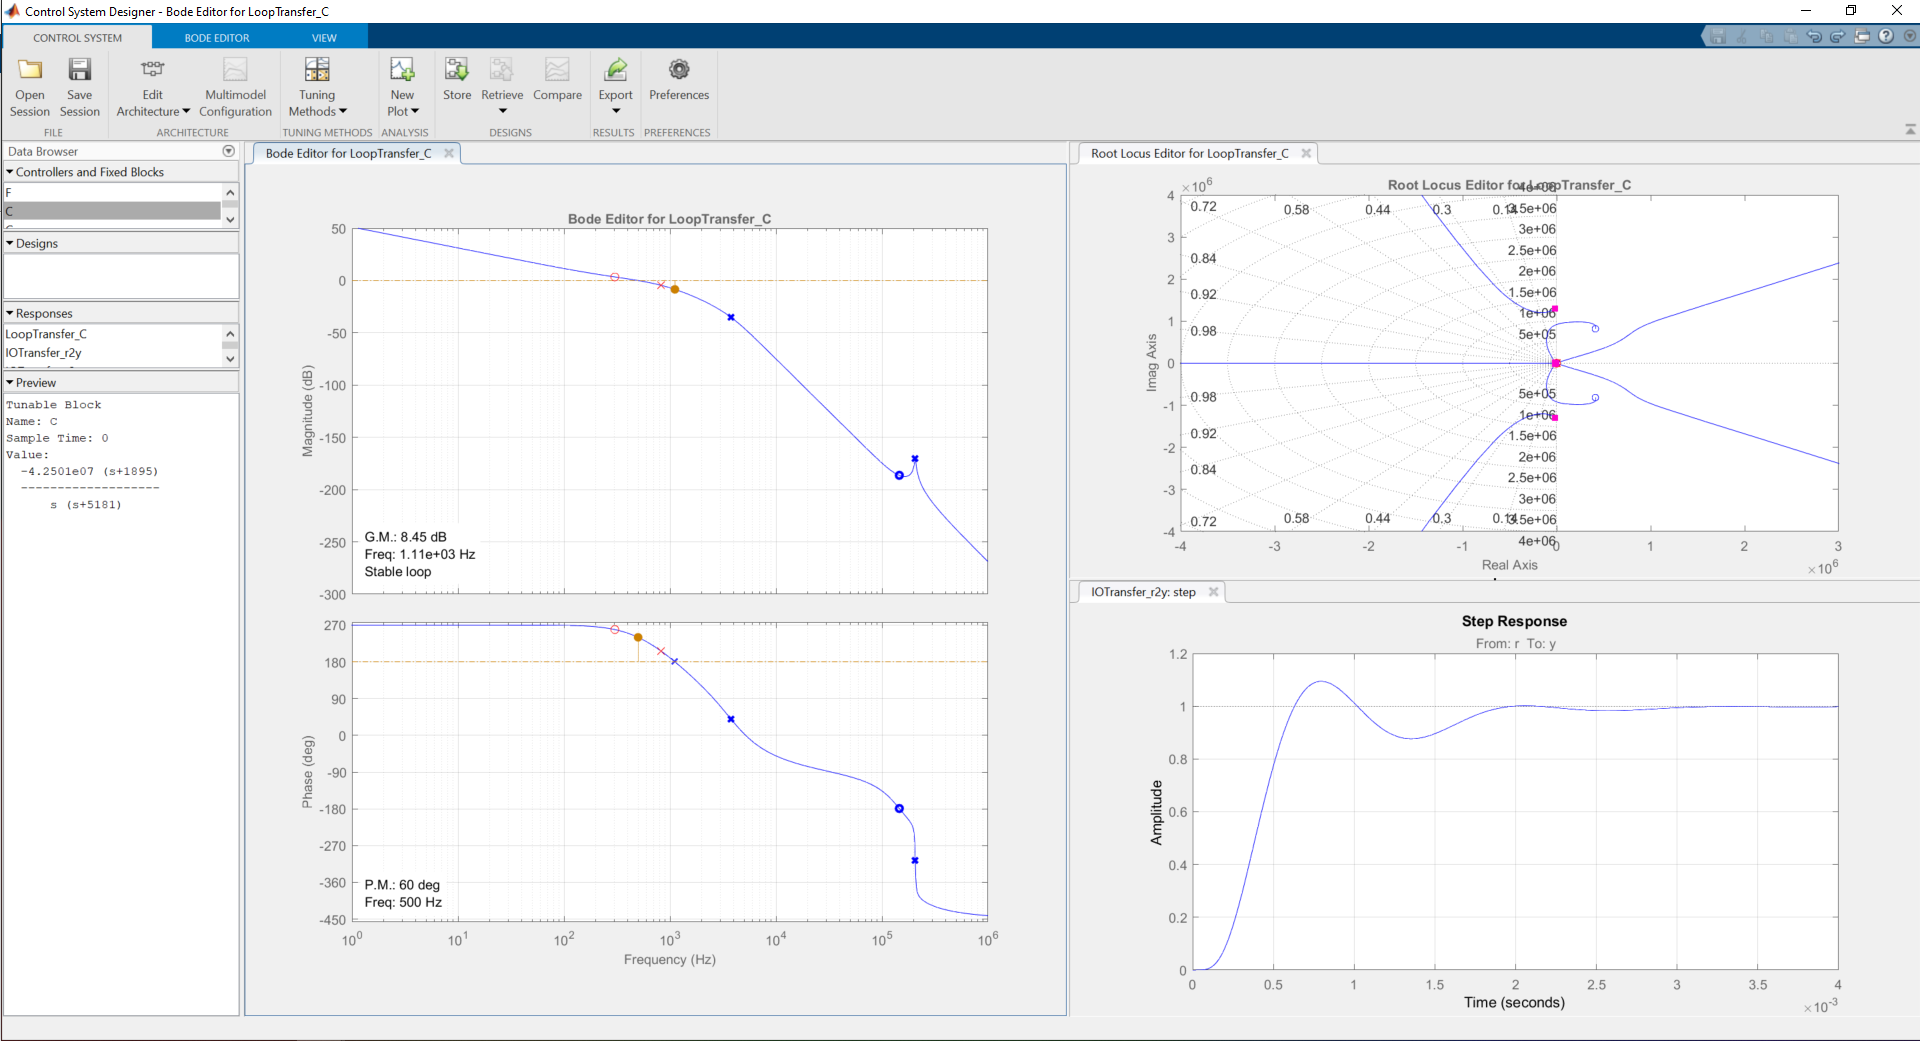 Control System Designer - Bode Editor for LoopTransfer_C
CONTROL SYSTEM BODE EDITOR VIEW
Open Session
Save Session
Edit Architecture
Multimodel Configuration
Tuning Methods
New Plot
Store
Retrieve
Compare
Export
Preferences
FILE ARCHITECTURE TUNING METHODS ANALYSIS DESIGNS RESULTS PREFERENCES
Data Browser
Controllers and Fixed Blocks
F
C
Designs
Responses
LoopTransfer_C
IOTransfer_r2y
Preview
Tunable Block
Name: C
Sample Time: 0
Value:
-4.2501e07 (s+1895)
-------------------
s (s+5181)
Bode Editor for LoopTransfer_C
Bode Editor for LoopTransfer_C
Magnitude (dB)
50
0
-50
-100
-150
-200
-250
-300
G.M.: 8.45 dB
Freq: 1.11e+03 Hz
Stable loop
Phase (deg)
270
180
90
0
-90
-180
-270
-360
-450
P.M.: 60 deg
Freq: 500 Hz
10^0 10^1 10^2 10^3 10^4 10^5 10^6
Frequency (Hz)
Root Locus Editor for LoopTransfer_C
Root Locus Editor for LoopTransfer_C
×10^6
Imag Axis
4
3
2
1
0
-1
-2
-3
-4
0.72 0.58 0.44 0.3 0.14
0.84
0.92
0.98
0.98
0.92
0.84
0.72 0.58 0.44 0.3 0.14
4e+06
3.5e+06
3e+06
2.5e+06
2e+06
1.5e+06
1e+06
5e+05
5e+05
1e+06
1.5e+06
2e+06
2.5e+06
3e+06
3.5e+06
4e+06
-4 -3 -2 -1 0 1 2 3
Real Axis
×10^6
IOTransfer_r2y: step
Step Response
From: r To: y
Amplitude
1.2
1
0.8
0.6
0.4
0.2
0
0 0.5 1 1.5 2 2.5 3 3.5 4
Time (seconds)
×10^-3